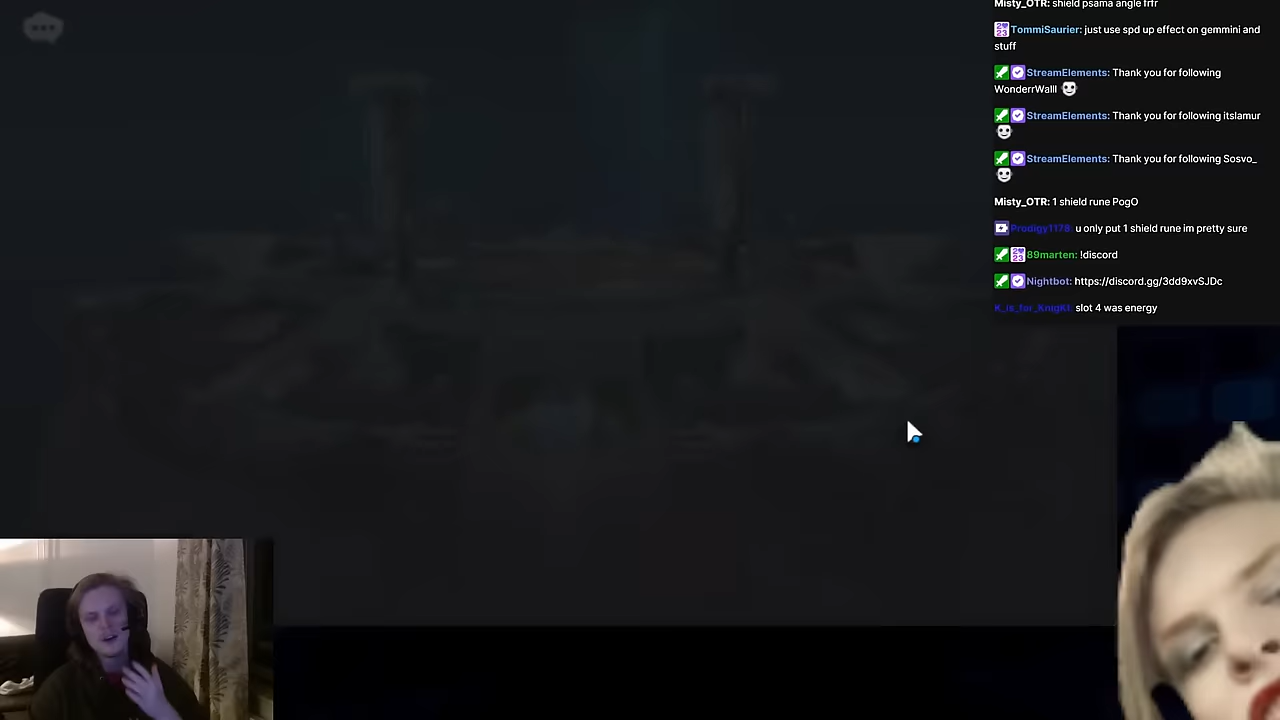 Misty_OTR: shield psama angle frfr
TommiSaurier: just use spd up effect on gemmini and
stuff
StreamElements: Thank you for following
WonderrWalll
StreamElements: Thank you for following itslamur
StreamElements: Thank you for following Sosvo_
Misty_OTR: 1 shield rune PogO
Prodigy1178: u only put 1 shield rune im pretty sure
89marten: !discord
Nightbot: https://discord.gg/3dd9xvSJDc
slot 4 was energy